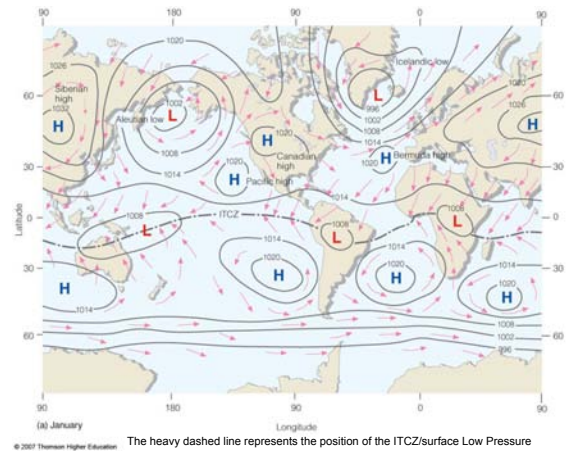 90 180 90 0 90
1020
1026
Siberian
high
1032
H
60
Aleutian low
1002
L
1008
1014
1020
H
Pacific high
1020
H
Canadian
high
Icelandic low
L
996
1002
1008
1014
1020
H
Bermuda high
1014
1020
1026
H
60
30
30
Latitude
0
0
1008
L
ITCZ
1008
L
1008
L
30
30
H
1014
1014
1020
H
1014
1020
H
1014
1020
H
1008
1002
996
60
60
90 180 90 0 90
(a) January
Longitude
© 2007 Thomson Higher Education
The heavy dashed line represents the position of the ITCZ/surface Low Pressure